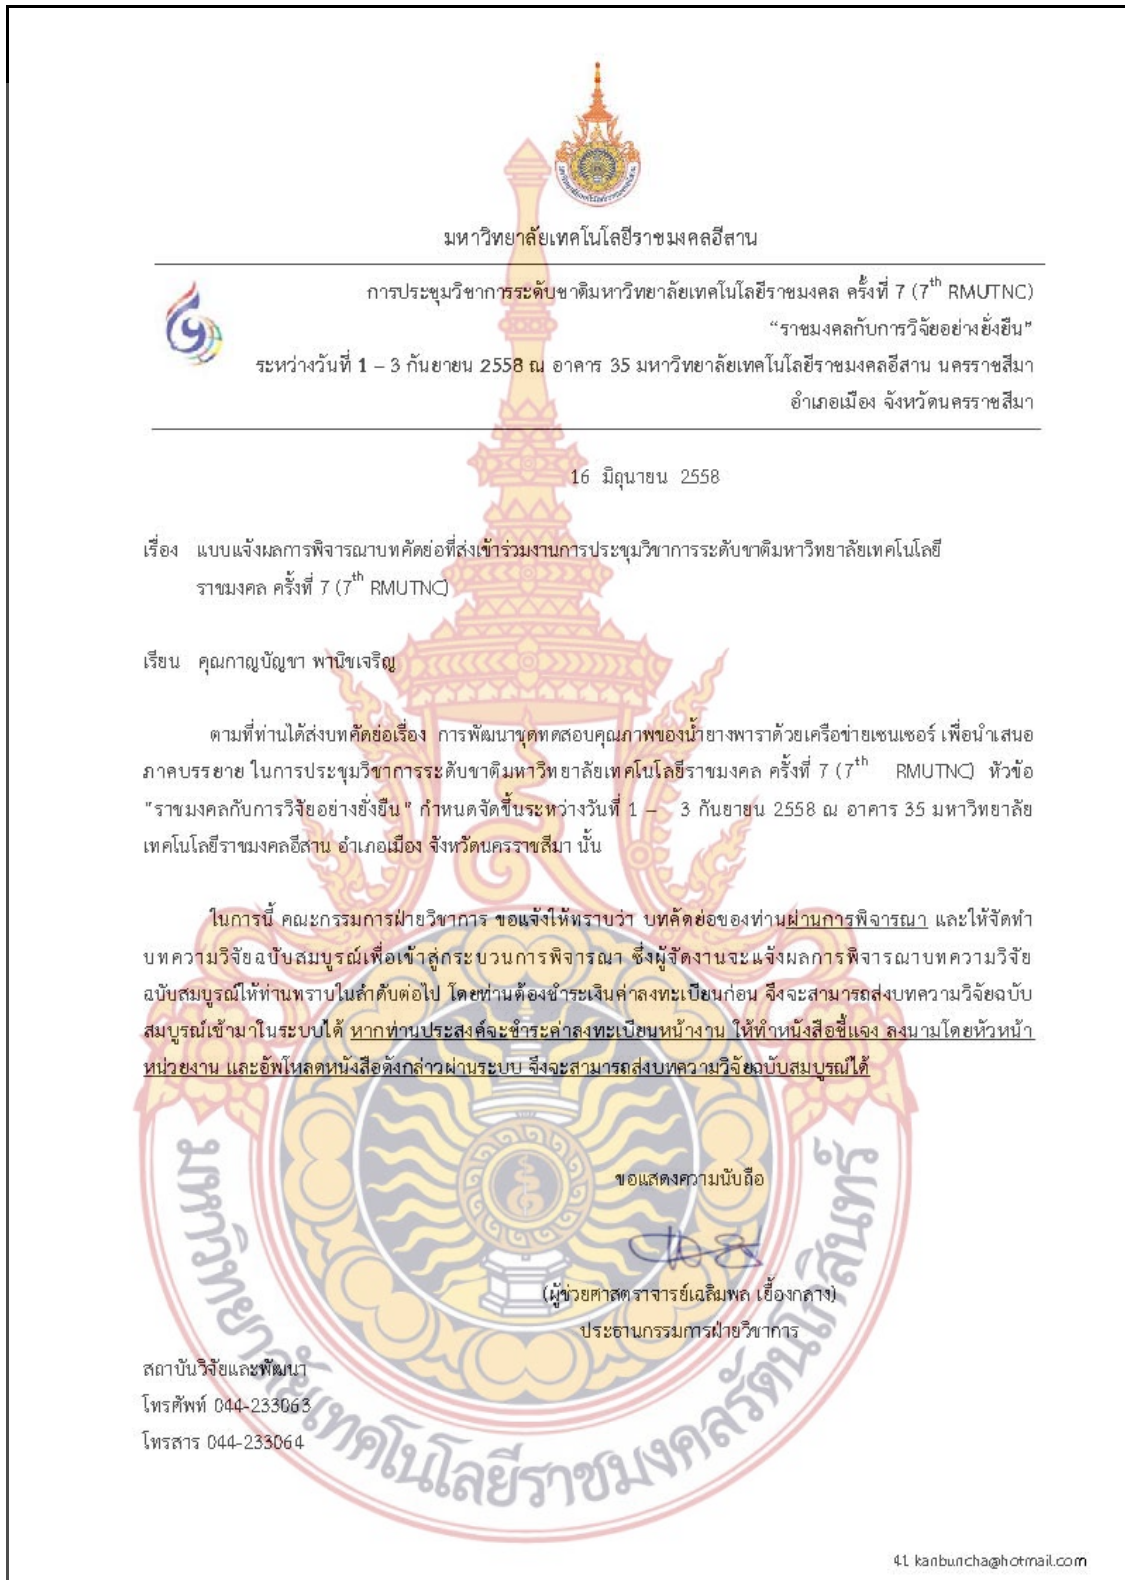 มหาวิทยาลัยเทคโนโลยีราชมงคลอีสาน
การประชุมวิชาการระดับชาติมหาวิทยาลัยเทคโนโลยีราชมงคล ครั้งที่ 7 (7th RMUTNC)
“ราชมงคลกับการวิจัยอย่างยั่งยืน”
ระหว่างวันที่ 1 – 3 กันยายน 2558 ณ อาคาร 35 มหาวิทยาลัยเทคโนโลยีราชมงคลอีสาน นครราชสีมา
อำเภอเมือง จังหวัดนครราชสีมา
16 มิถุนายน 2558
เรื่อง แบบแจ้งผลการพิจารณาบทคัดย่อที่ส่งเข้าร่วมงานการประชุมวิชาการระดับชาติมหาวิทยาลัยเทคโนโลยี
ราชมงคล ครั้งที่ 7 (7th RMUTNC)
เรียน คุณกาญบัญชา พานิชเจริญ
ตามที่ท่านได้ส่งบทคัดย่อเรื่อง การพัฒนาชุดทดสอบคุณภาพของน้ำยางพาราด้วยเครือข่ายเซนเซอร์ เพื่อนำเสนอ
ภาคบรรยาย ในการประชุมวิชาการระดับชาติมหาวิทยาลัยเทคโนโลยีราชมงคล ครั้งที่ 7 (7th RMUTNC) หัวข้อ
"ราชมงคลกับการวิจัยอย่างยั่งยืน" กำหนดจัดขึ้นระหว่างวันที่ 1 – 3 กันยายน 2558 ณ อาคาร 35 มหาวิทยาลัย
เทคโนโลยีราชมงคลอีสาน อำเภอเมือง จังหวัดนครราชสีมา นั้น
ในการนี้ คณะกรรมการฝ่ายวิชาการ ขอแจ้งให้ทราบว่า บทคัดย่อของท่านผ่านการพิจารณา และให้จัดทำ
บทความวิจัยฉบับสมบูรณ์เพื่อเข้าสู่กระบวนการพิจารณา ซึ่งผู้จัดงานจะแจ้งผลการพิจารณาบทความวิจัย
ฉบับสมบูรณ์ให้ท่านทราบในลำดับต่อไป โดยท่านต้องชำระเงินค่าลงทะเบียนก่อน จึงจะสามารถส่งบทความวิจัยฉบับ
สมบูรณ์เข้ามาในระบบได้ หากท่านประสงค์จะชำระค่าลงทะเบียนหน้างาน ให้ทำหนังสือชี้แจง ลงนามโดยหัวหน้า
หน่วยงาน และอัพโหลดหนังสือดังกล่าวผ่านระบบ จึงจะสามารถส่งบทความวิจัยฉบับสมบูรณ์ได้
ขอแสดงความนับถือ
(ผู้ช่วยศาสตราจารย์เฉลิมพล เยื้องกลาง)
ประธานกรรมการฝ่ายวิชาการ
สถาบันวิจัยและพัฒนา
โทรศัพท์ 044-233063
โทรสาร 044-233064
มหาวิทยาลัยเทคโนโลยีราชมงคลรัตนโกสินทร์
41 kanbuncha@hotmail.com